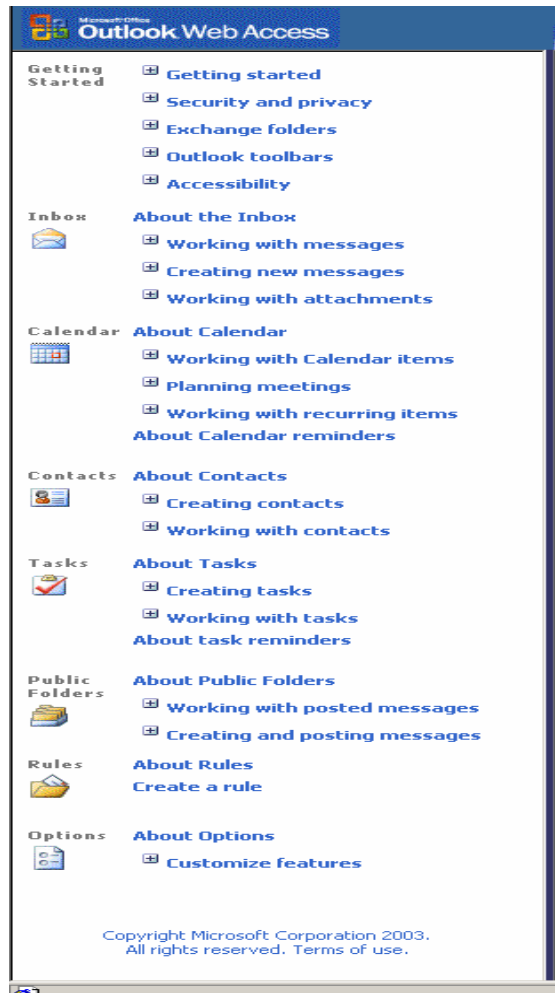 Microsoft Office
Outlook Web Access
Getting Started
Getting started
Security and privacy
Exchange folders
Outlook toolbars
Accessibility
Inbox
About the Inbox
Working with messages
Creating new messages
Working with attachments
Calendar
About Calendar
Working with Calendar items
Planning meetings
Working with recurring items
About Calendar reminders
Contacts
About Contacts
Creating contacts
Working with contacts
Tasks
About Tasks
Creating tasks
Working with tasks
About task reminders
Public Folders
About Public Folders
Working with posted messages
Creating and posting messages
Rules
About Rules
Create a rule
Options
About Options
Customize features
Copyright Microsoft Corporation 2003.
All rights reserved. Terms of use.